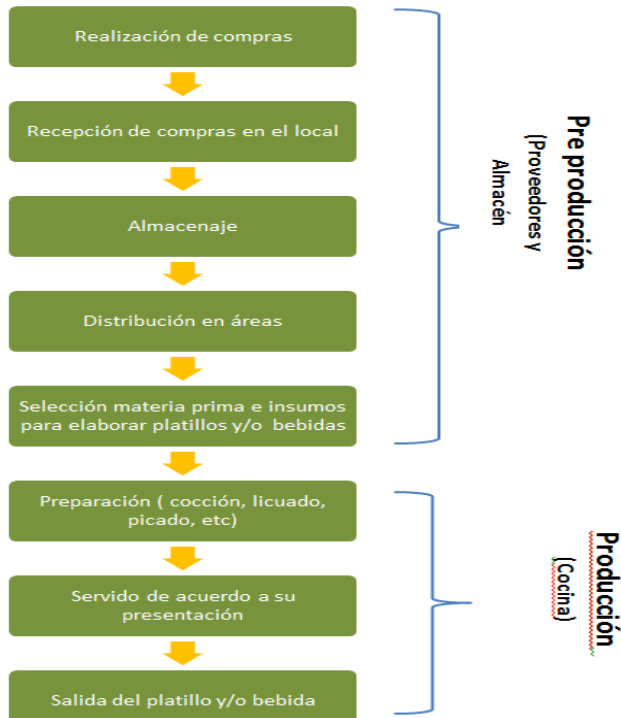 Realización de compras
Recepción de compras en el local
Almacenaje
Distribución en áreas
Selección materia prima e insumos
para elaborar platillos y/o bebidas
Pre producción
(Proveedores y
Almacén
Preparación ( cocción, licuado,
picado, etc)
Servido de acuerdo a su
presentación
Salida del platillo y/o bebida
Producción
(Cocina)